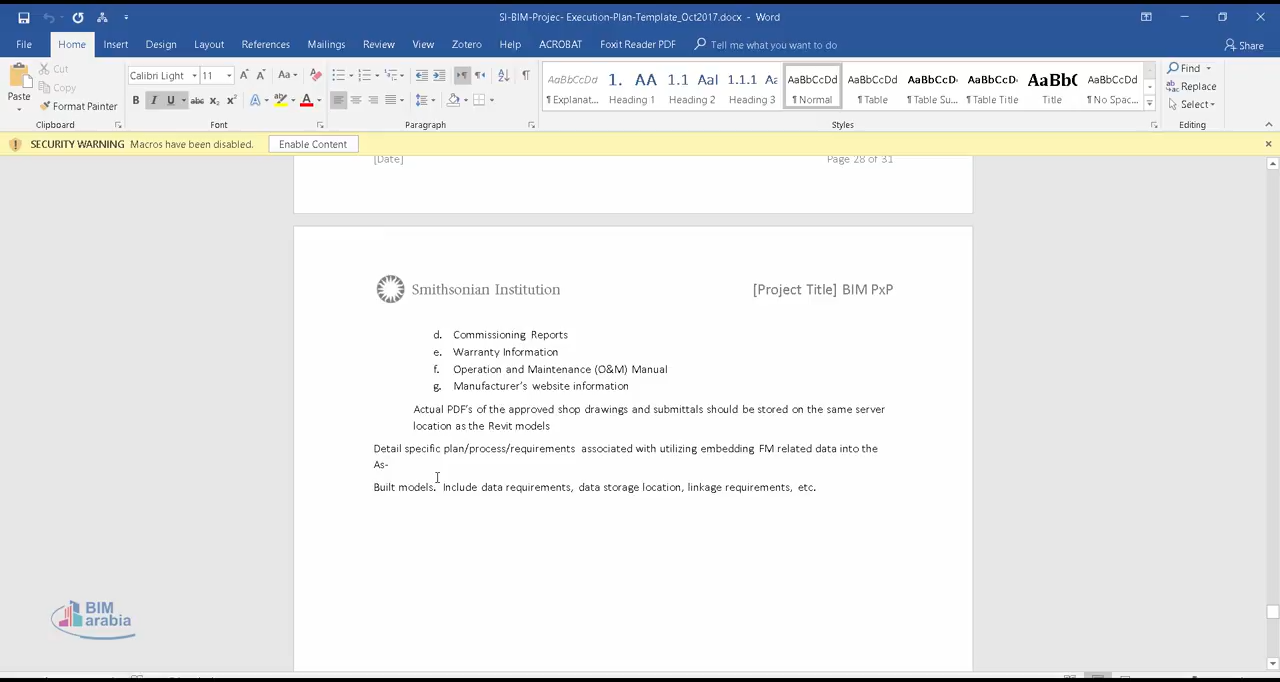 SI-BIM-Projec- Execution-Plan-Template_Oct2017.docx - Word
File Home Insert Design Layout References Mailings Review View Zotero Help ACROBAT Foxit Reader PDF Tell me what you want to do Share
Paste
Cut
Copy
Format Painter
Clipboard
Calibri Light 11
Font
Paragraph
AaBbCcDd 1. AA 1.1 AaI 1.1.1 Aa AaBbCcDd AaBbCcDd AaBbCcD AaBbCcD AaBb( AaBbCcDd
¶ Explanat... Heading 1 Heading 2 Heading 3 ¶ Normal ¶ Table ¶ Table Su... ¶ Table Title Title ¶ No Spac...
Styles
Find
Replace
Select
Editing
SECURITY WARNING Macros have been disabled. Enable Content
[Date] Page 28 of 31
Smithsonian Institution [Project Title] BIM PxP
d. Commissioning Reports
e. Warranty Information
f. Operation and Maintenance (O&M) Manual
g. Manufacturer's website information
Actual PDF's of the approved shop drawings and submittals should be stored on the same server
location as the Revit models
Detail specific plan/process/requirements associated with utilizing embedding FM related data into the
As-
Built models. Include data requirements, data storage location, linkage requirements, etc.
BIM
arabia